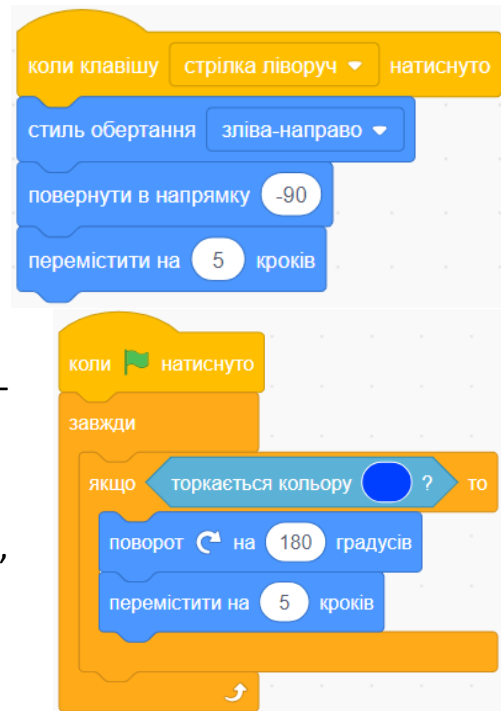 коли клавішу стрілка ліворуч натиснуто
стиль обертання зліва-направо
повернути в напрямку -90
перемістити на 5 кроків
коли натиснуто
завжди
якщо торкається кольору ? то
поворот на 180 градусів
перемістити на 5 кроків